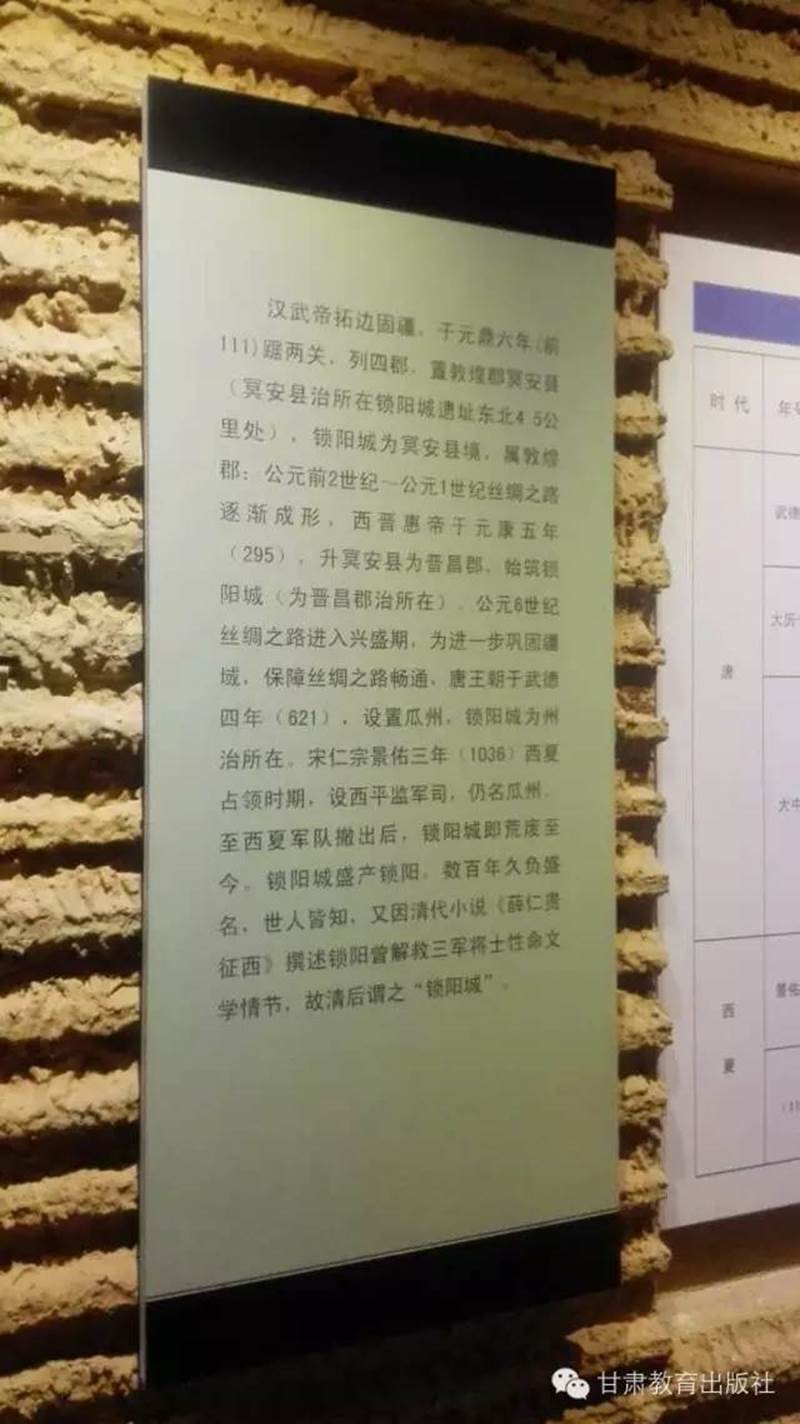 汉武帝拓边固疆，于元鼎六年(前
111)踞两关，列四郡，置敦煌郡冥安县
（冥安县治所在锁阳城遗址东北4.5公
里处），锁阳城为冥安县境，属敦煌
郡；公元前2世纪～公元1世纪丝绸之路
逐渐成形，西晋惠帝于元康五年
（295），升冥安县为晋昌郡，始筑锁
阳城（为晋昌郡治所在）。公元6世纪
丝绸之路进入兴盛期，为进一步巩固疆
域，保障丝绸之路畅通，唐王朝于武德
四年（621），设置瓜州，锁阳城为州
治所在。宋仁宗景佑三年（1036）西夏
占领时期，设西平监军司，仍名瓜州。
至西夏军队撤出后，锁阳城即荒废至
今。锁阳城盛产锁阳，数百年久负盛
名，世人皆知，又因清代小说《薛仁贵
征西》撰述锁阳曾解救三军将士性命文
学情节，故清后谓之“锁阳城”。
时代
年号
唐
武德
大历
大中
西夏
景佑
（11
甘肃教育出版社